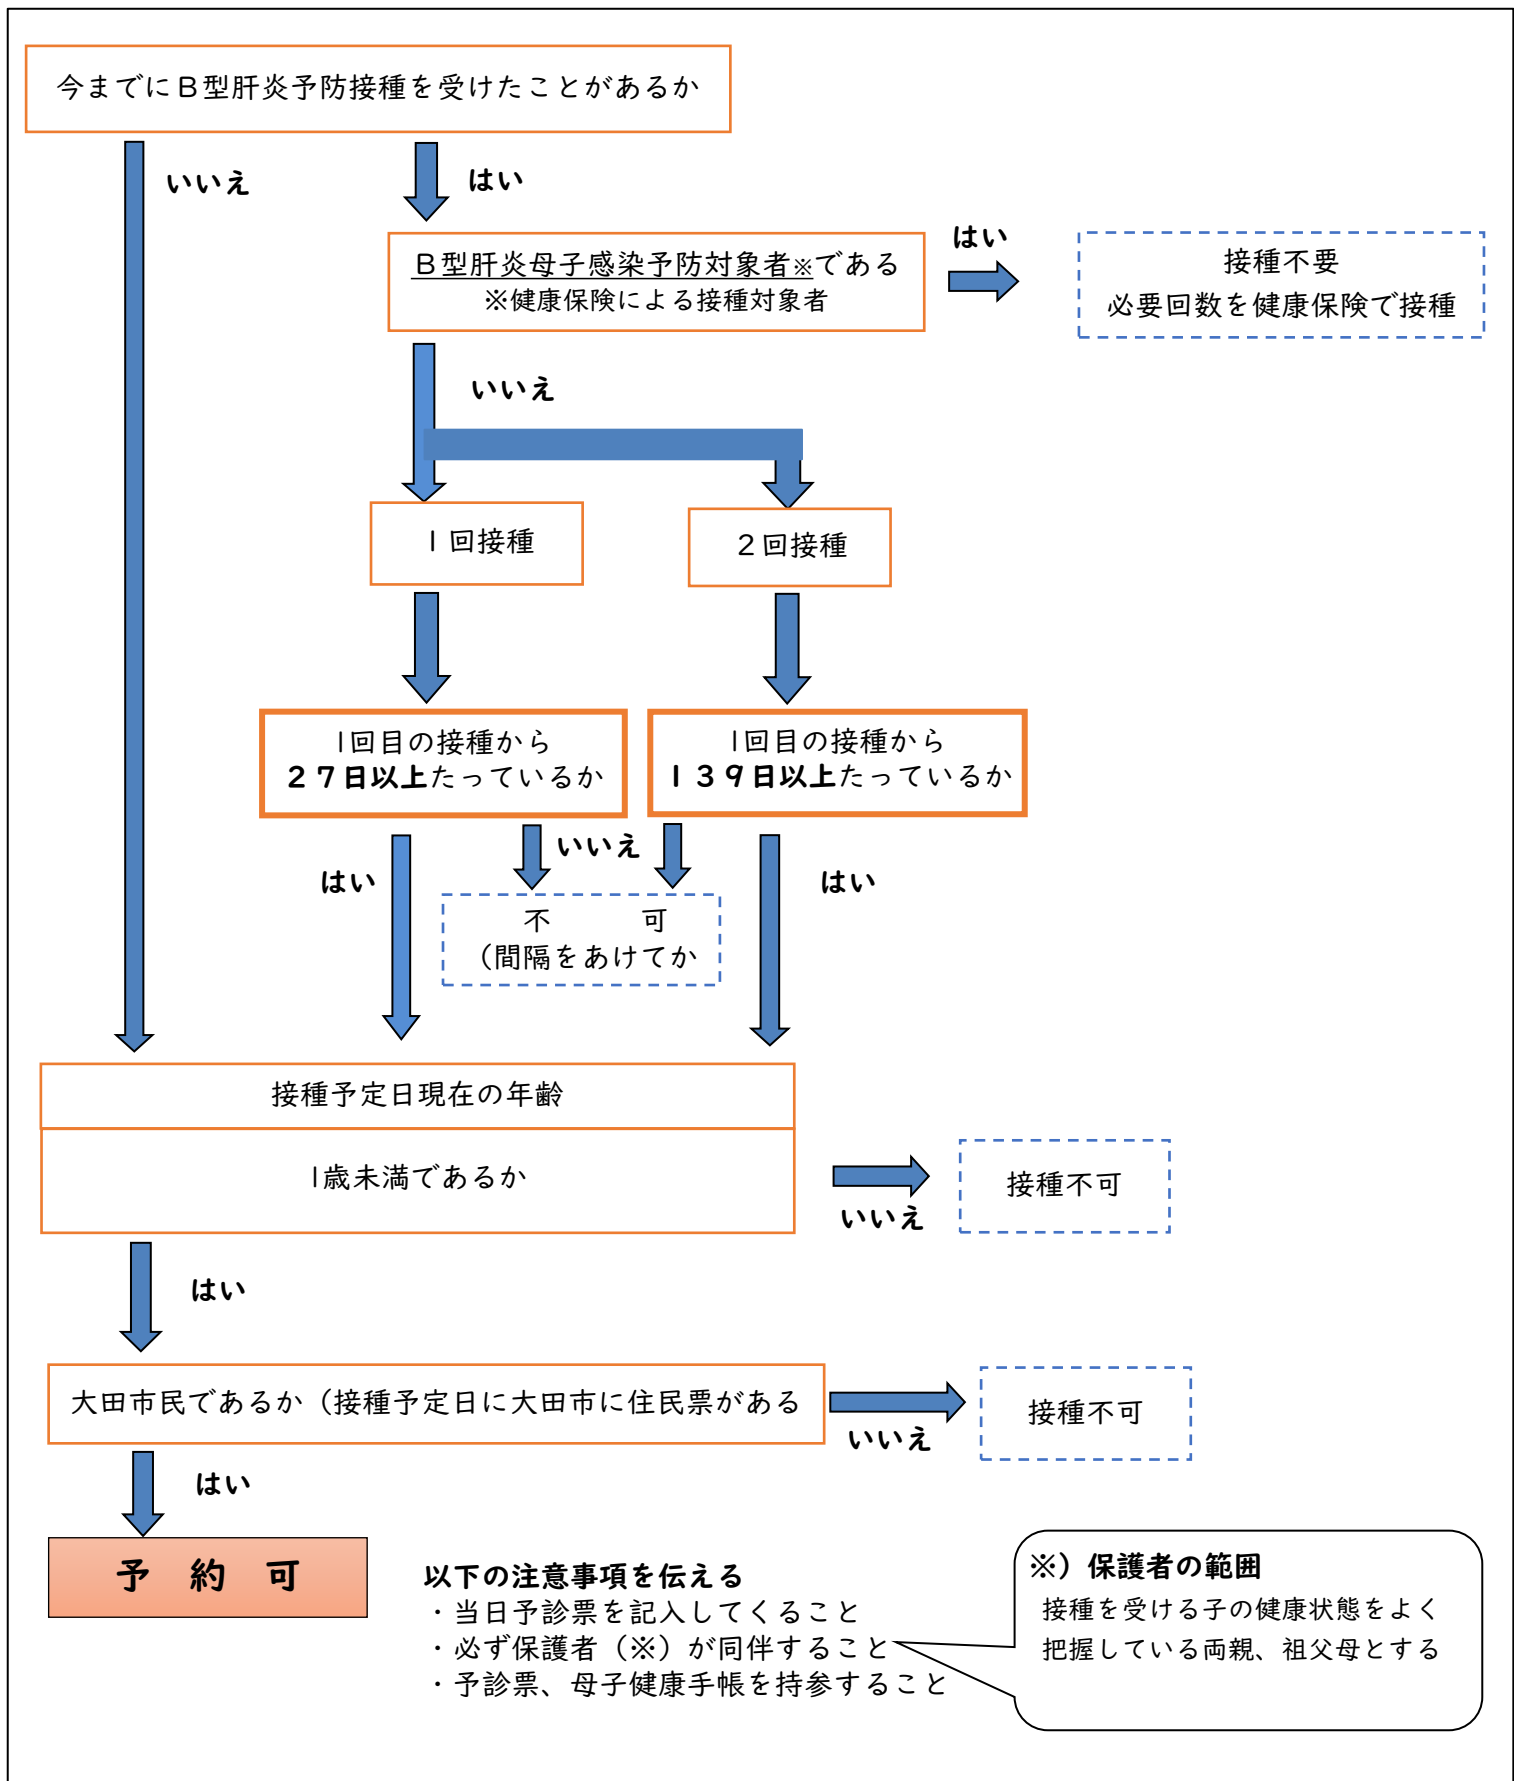 今までにB型肝炎予防接種を受けたことがあるか
いいえ
はい
B型肝炎母子感染予防対象者※である
※健康保険による接種対象者
はい
接種不要
必要回数を健康保険で接種
いいえ
1回接種
2回接種
1回目の接種から
27日以上たっているか
1回目の接種から
139日以上たっているか
はい
いいえ
はい
不　可
(間隔をあけてか
接種予定日現在の年齢
1歳未満であるか
いいえ
接種不可
はい
大田市民であるか（接種予定日に大田市に住民票がある
いいえ
接種不可
はい
予 約 可
以下の注意事項を伝える
・当日予診票を記入してくること
・必ず保護者（※）が同伴すること
・予診票、母子健康手帳を持参すること
※）保護者の範囲
接種を受ける子の健康状態をよく
把握している両親、祖父母とする